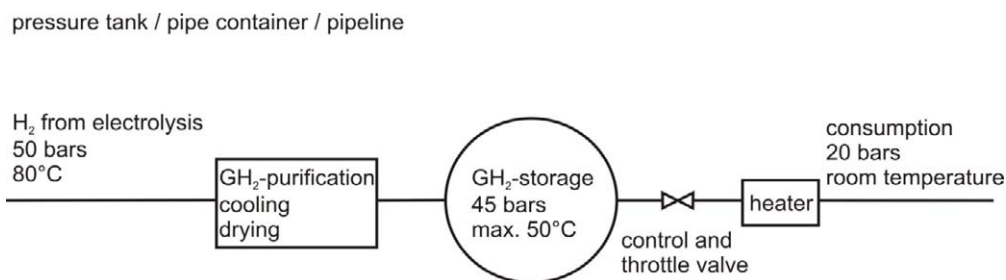 pressure tank / pipe container / pipeline
H₂ from electrolysis
50 bars
80°C
GH₂-purification
cooling
drying
GH₂-storage
45 bars
max. 50°C
control and
throttle valve
heater
consumption
20 bars
room temperature